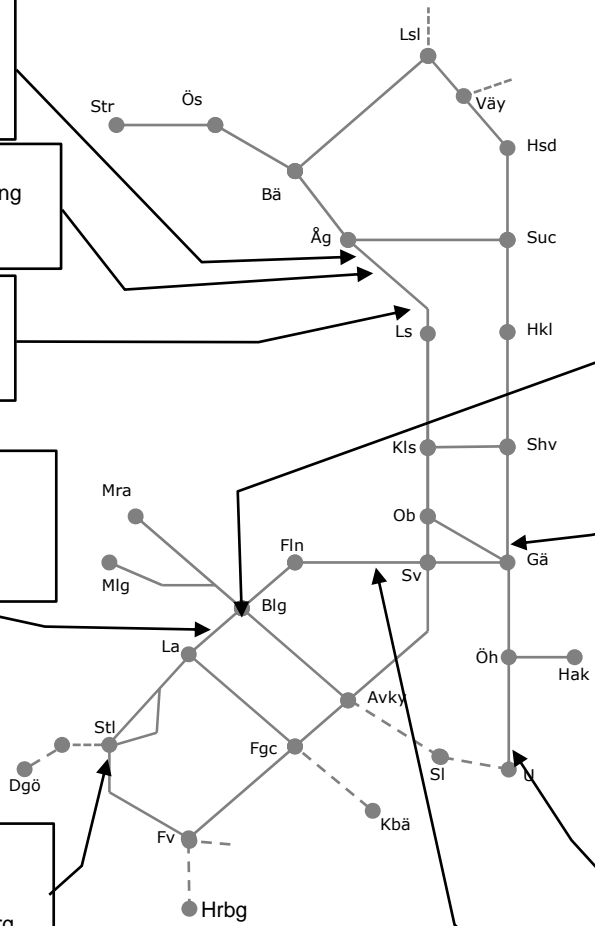 Lsl
Str
Ös
Väy
Hsd
Bä
ng
Åg
Suc
Ls
Hkl
Kls
Shv
Mra
Ob
Fln
Sv
Gä
Mlg
Blg
La
Öh
Hak
Avky
Stl
Fgc
Sl
U
Dgö
Kbä
Fv
Hrbg